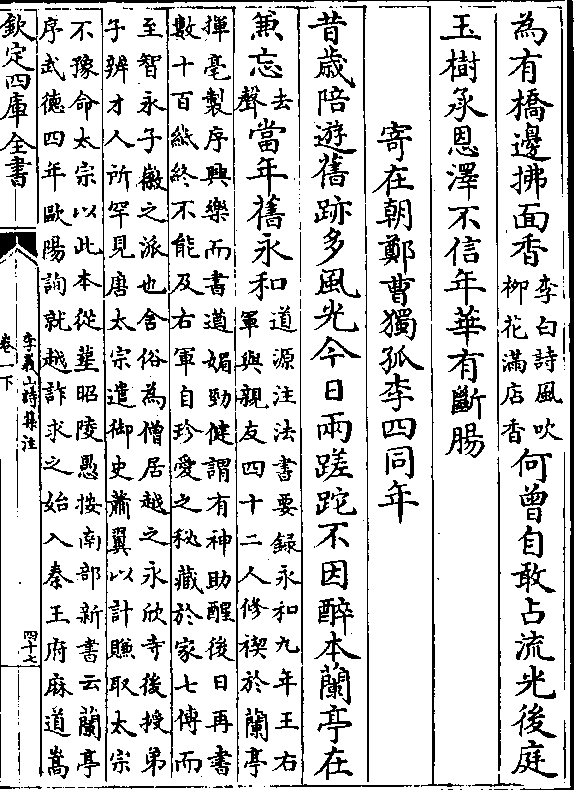 為有橋邊拂面香李白詩風吹柳花滿店香何曾自敢占流光後庭
玉樹承恩澤不信年華有斷腸
寄在朝鄭曹獨孤李四同年
昔歲陪遊舊跡多風光今日兩蹉跎不因醉本蘭亭在
兼忘去聲當年舊永和道源注法書要錄永和九年王右
軍與親友四十二人修禊於蘭亭
揮毫製序興樂而書遒媚勁健謂有神助醒後日再書
數十百紙終不能及右軍自珍愛之秘藏於家七傳而
至智永子徽之派也舍俗為僧居越之永欣寺後授弟
子辨才人所罕見唐太宗遣御史蕭翼以計賺取太宗
不豫命太宗以此本從塟昭陵愚按南部新書云蘭亭
序武德四年歐陽詢就越詐求之始入秦王府麻道嵩
欽定四庫全書
李義山詩集注
卷一下
四十七